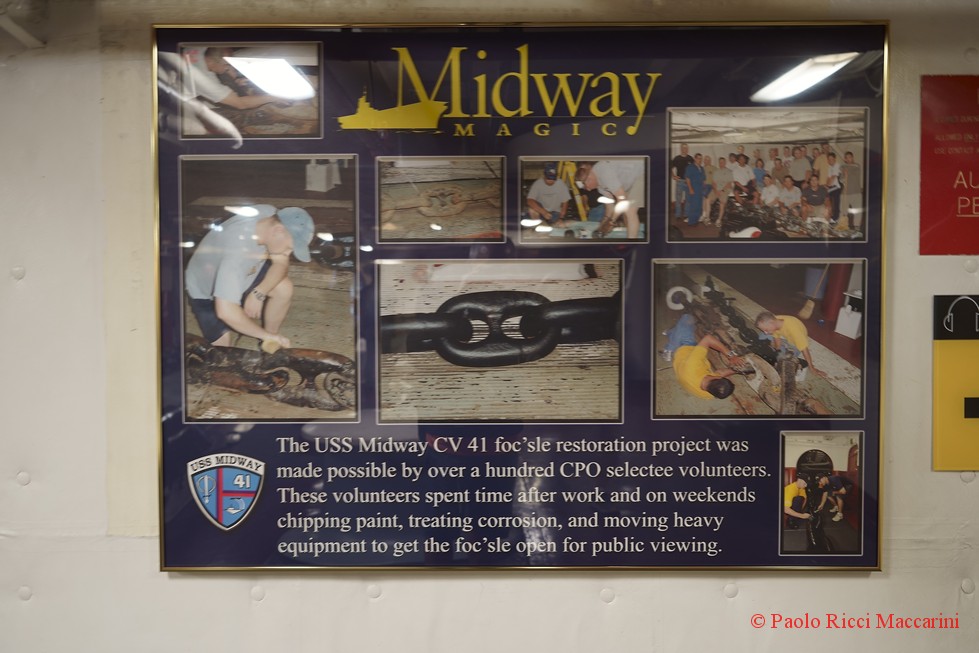 Midway
MAGIC
The USS Midway CV 41 foc'sle restoration project was
made possible by over a hundred CPO selectee volunteers.
These volunteers spent time after work and on weekends
chipping paint, treating corrosion, and moving heavy
equipment to get the foc'sle open for public viewing.
USS MIDWAY
41
AU
PE
© Paolo Ricci Maccarini